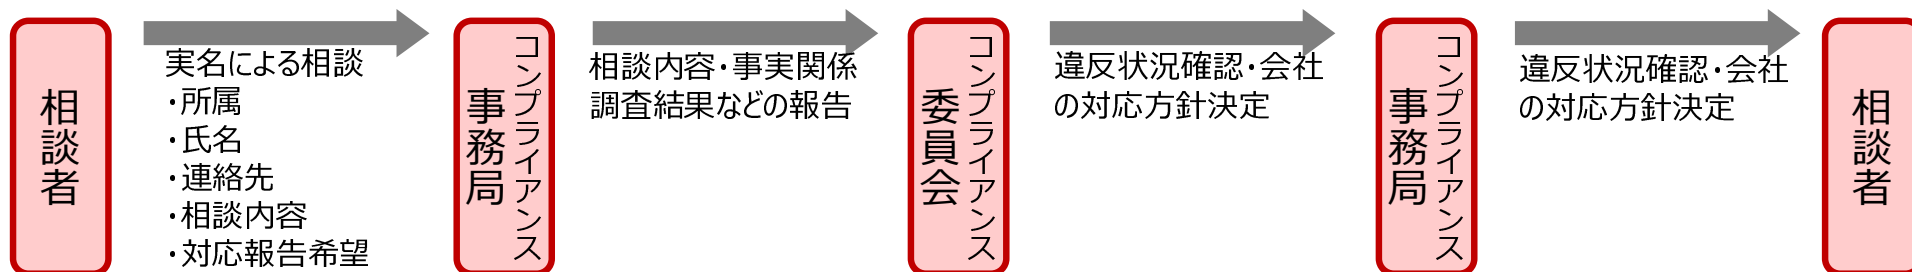 相談者
実名による相談
・所属
・氏名
・連絡先
・相談内容
・対応報告希望
コンプライアンス
事務局
相談内容・事実関係
調査結果などの報告
コンプライアンス
委員会
違反状況確認・会社
の対応方針決定
コンプライアンス
事務局
違反状況確認・会社
の対応方針決定
相談者